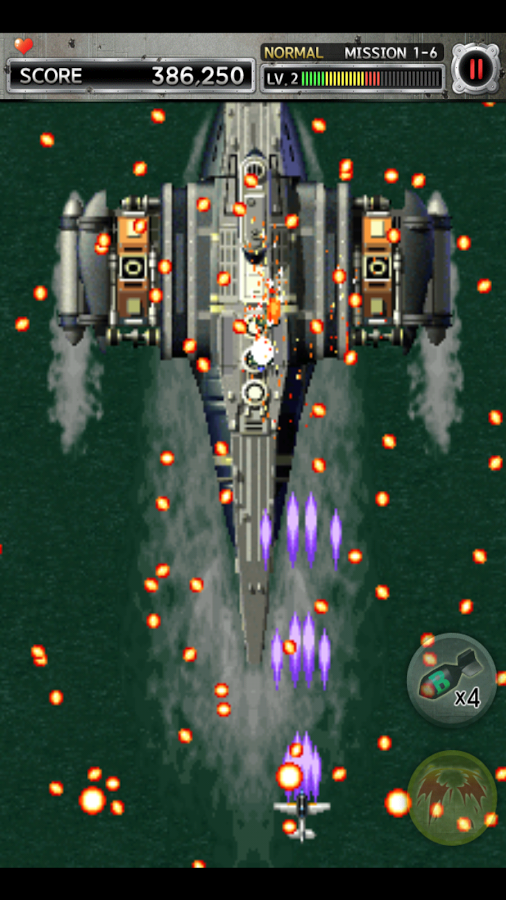 NORMAL MISSION 1-6
SCORE 386,250
LV.2
B
x4